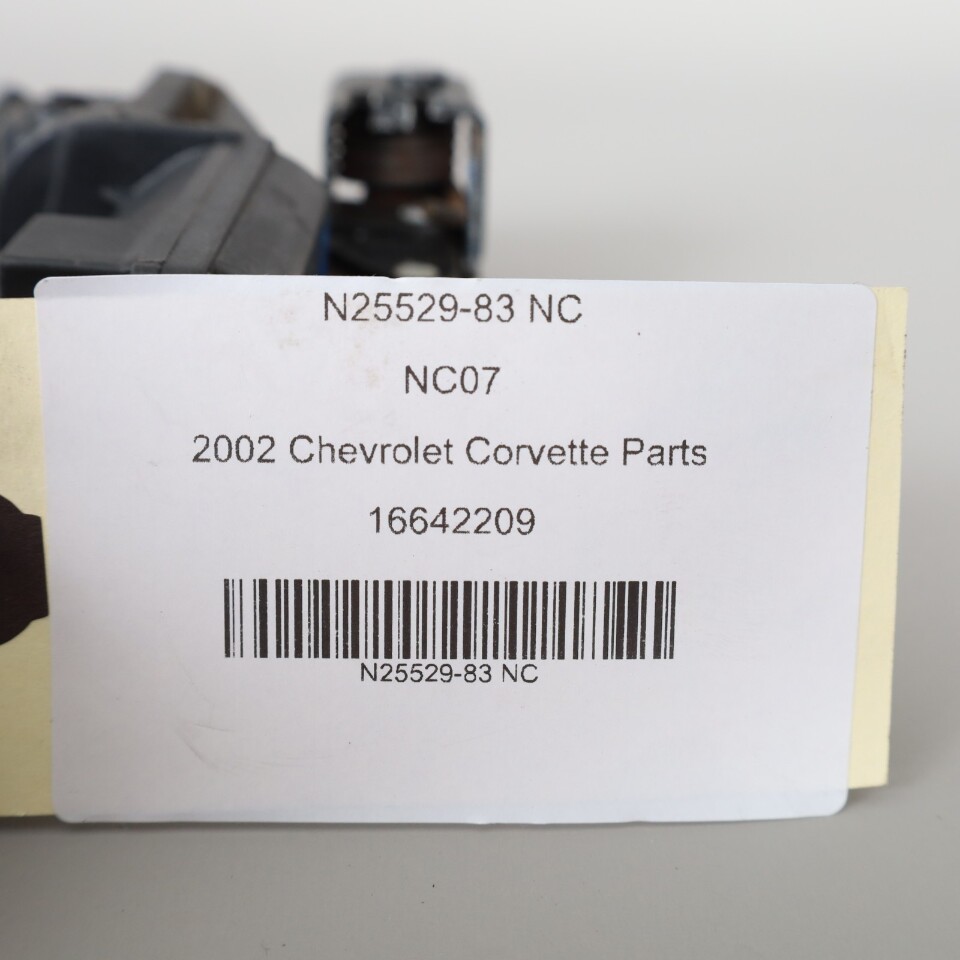 N25529-83 NC
NC07
2002 Chevrolet Corvette Parts
16642209
N25529-83 NC